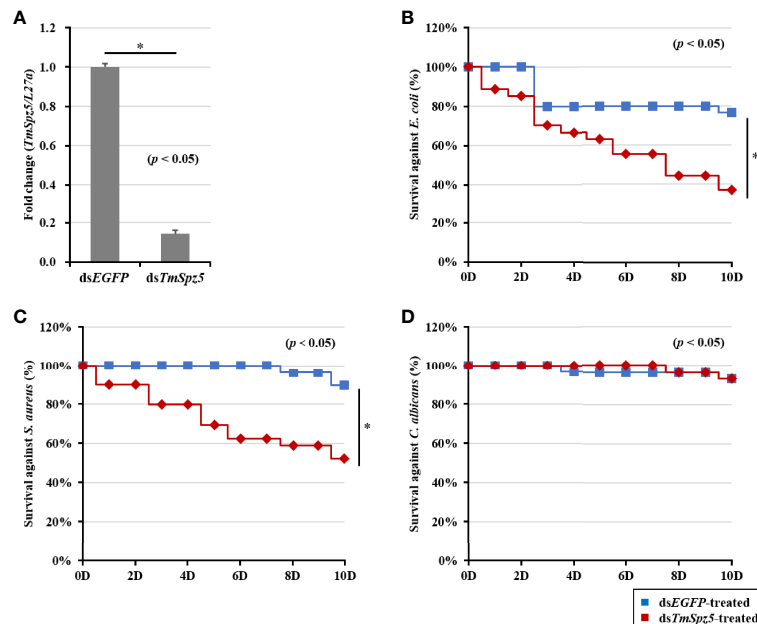 A
Fold change (TmSpz5/L27a)
1.2
1.0
0.8
0.6
0.4
0.2
0
*
(p < 0.05)
dsEGFP dsTmSpz5
B
Survival against E. coli (%)
120%
100%
80%
60%
40%
20%
0%
(p < 0.05)
*
0D 2D 4D 6D 8D 10D
C
Survival against S. aureus (%)
120%
100%
80%
60%
40%
20%
0%
(p < 0.05)
*
0D 2D 4D 6D 8D 10D
D
Survival against C. albicans (%)
120%
100%
80%
60%
40%
20%
0%
(p < 0.05)
0D 2D 4D 6D 8D 10D
dsEGFP-treated
dsTmSpz5-treated